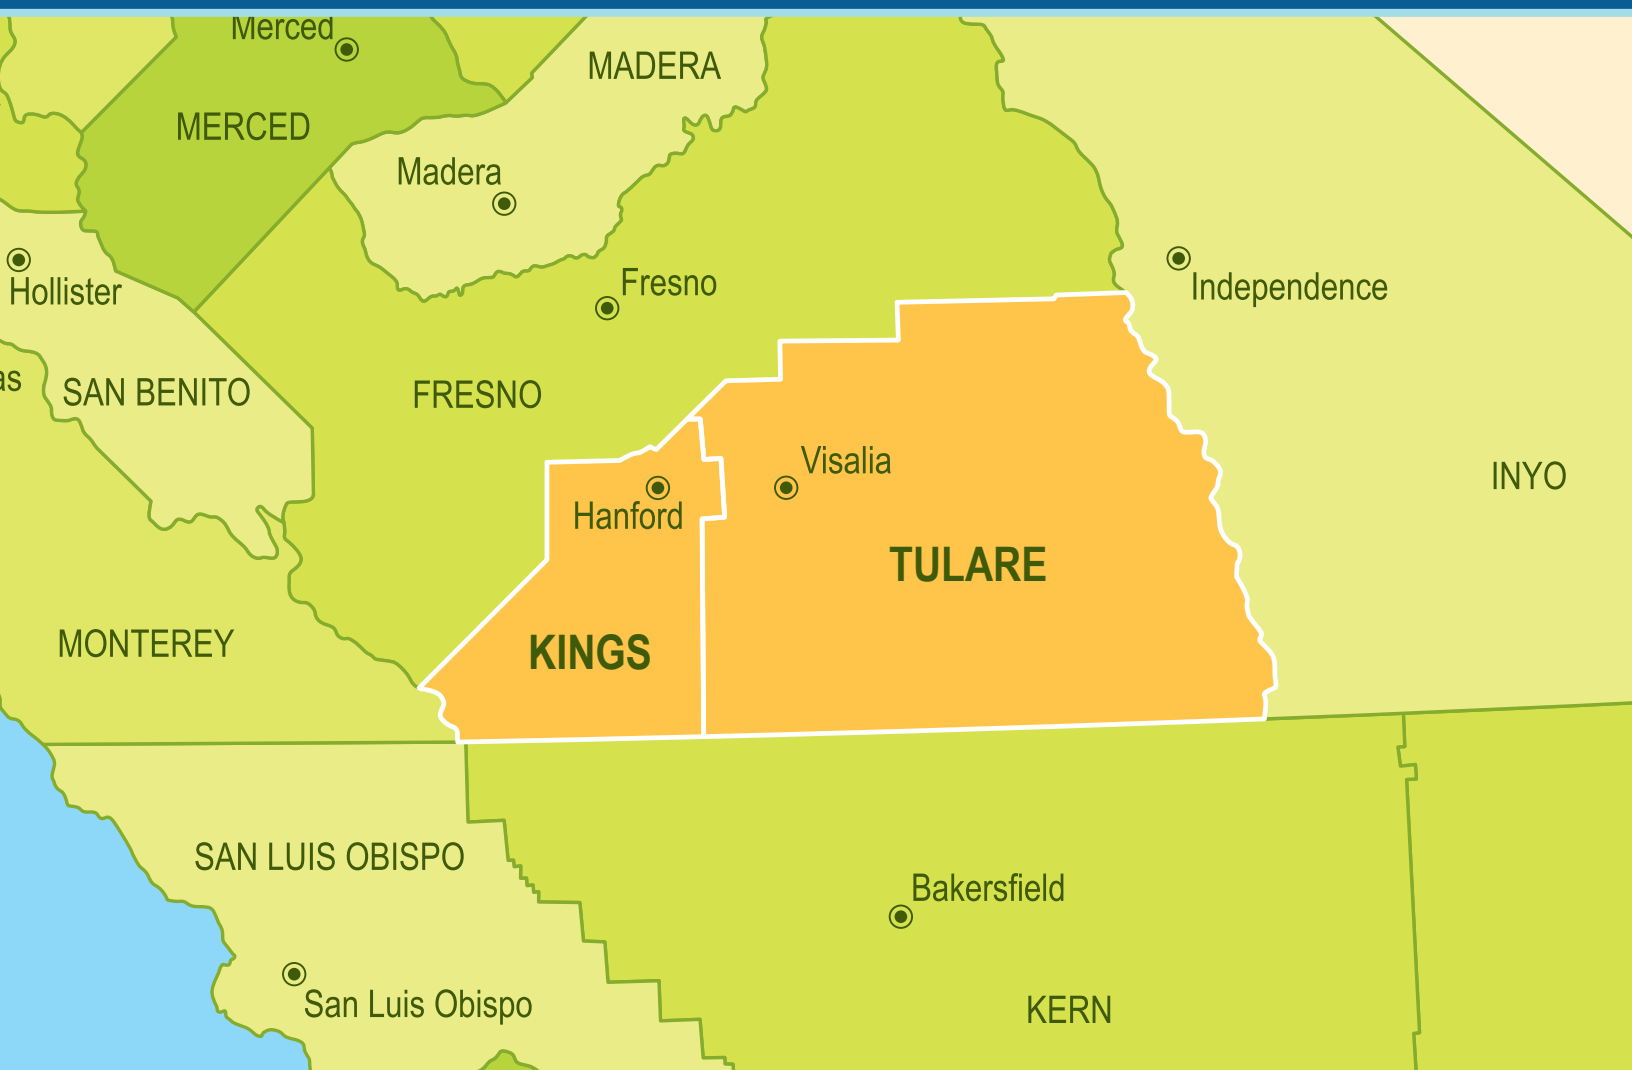 Merced
MADERA
MERCED
Madera
Hollister
Fresno
Independence
as
SAN BENITO
FRESNO
Visalia
INYO
Hanford
TULARE
MONTEREY
KINGS
SAN LUIS OBISPO
Bakersfield
San Luis Obispo
KERN